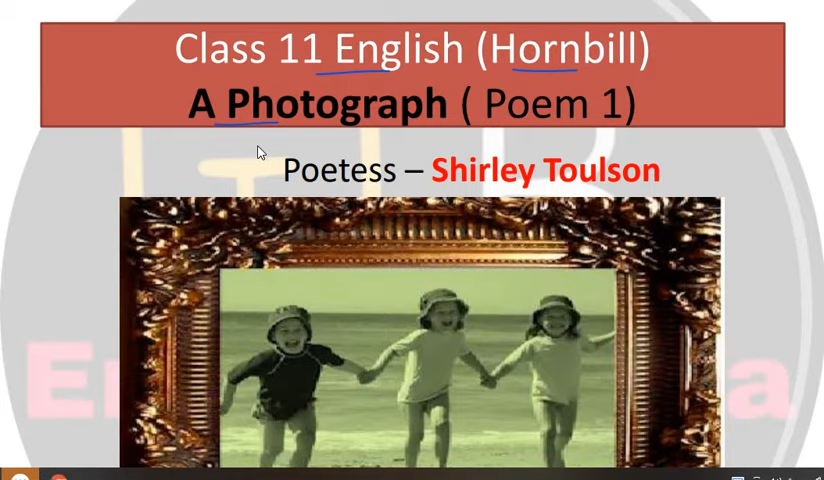 Class 11 English (Hornbill)
A Photograph ( Poem 1)
Poetess – Shirley Toulson